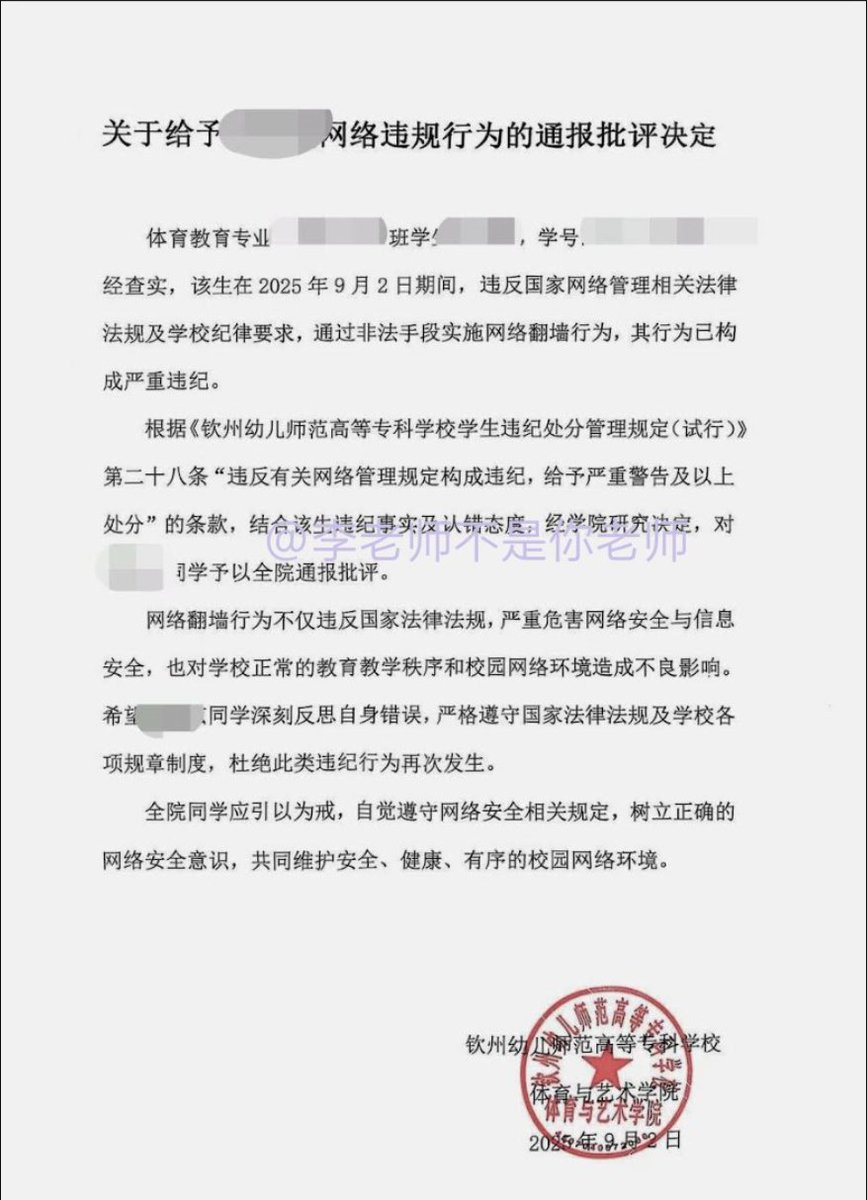 关于给予 网络违规行为的通报批评决定
体育教育专业 班学生 ，学号
经查实，该生在 2025 年 9 月 2 日期间，违反国家网络管理相关法律
法规及学校纪律要求，通过非法手段实施网络翻墙行为，其行为已构
成严重违纪。
根据《钦州幼儿师范高等专科学校学生违纪处分管理规定（试行）》
第二十八条“违反有关网络管理规定构成违纪，给予严重警告及以上
处分”的条款，结合该生违纪事实及认错态度，经学院研究决定，对
@李老师不是你老师
同学予以全院通报批评。
网络翻墙行为不仅违反国家法律法规，严重危害网络安全与信息
安全，也对学校正常的教育教学秩序和校园网络环境造成不良影响。
希望 同学深刻反思自身错误，严格遵守国家法律法规及学校各
项规章制度，杜绝此类违纪行为再次发生。
全院同学应引以为戒，自觉遵守网络安全相关规定，树立正确的
网络安全意识，共同维护安全、健康、有序的校园网络环境。
钦州幼儿师范高等专科学校
体育与艺术学院
2025 年 9 月 2 日
钦州幼儿师范高等专科学校
体育与艺术学院